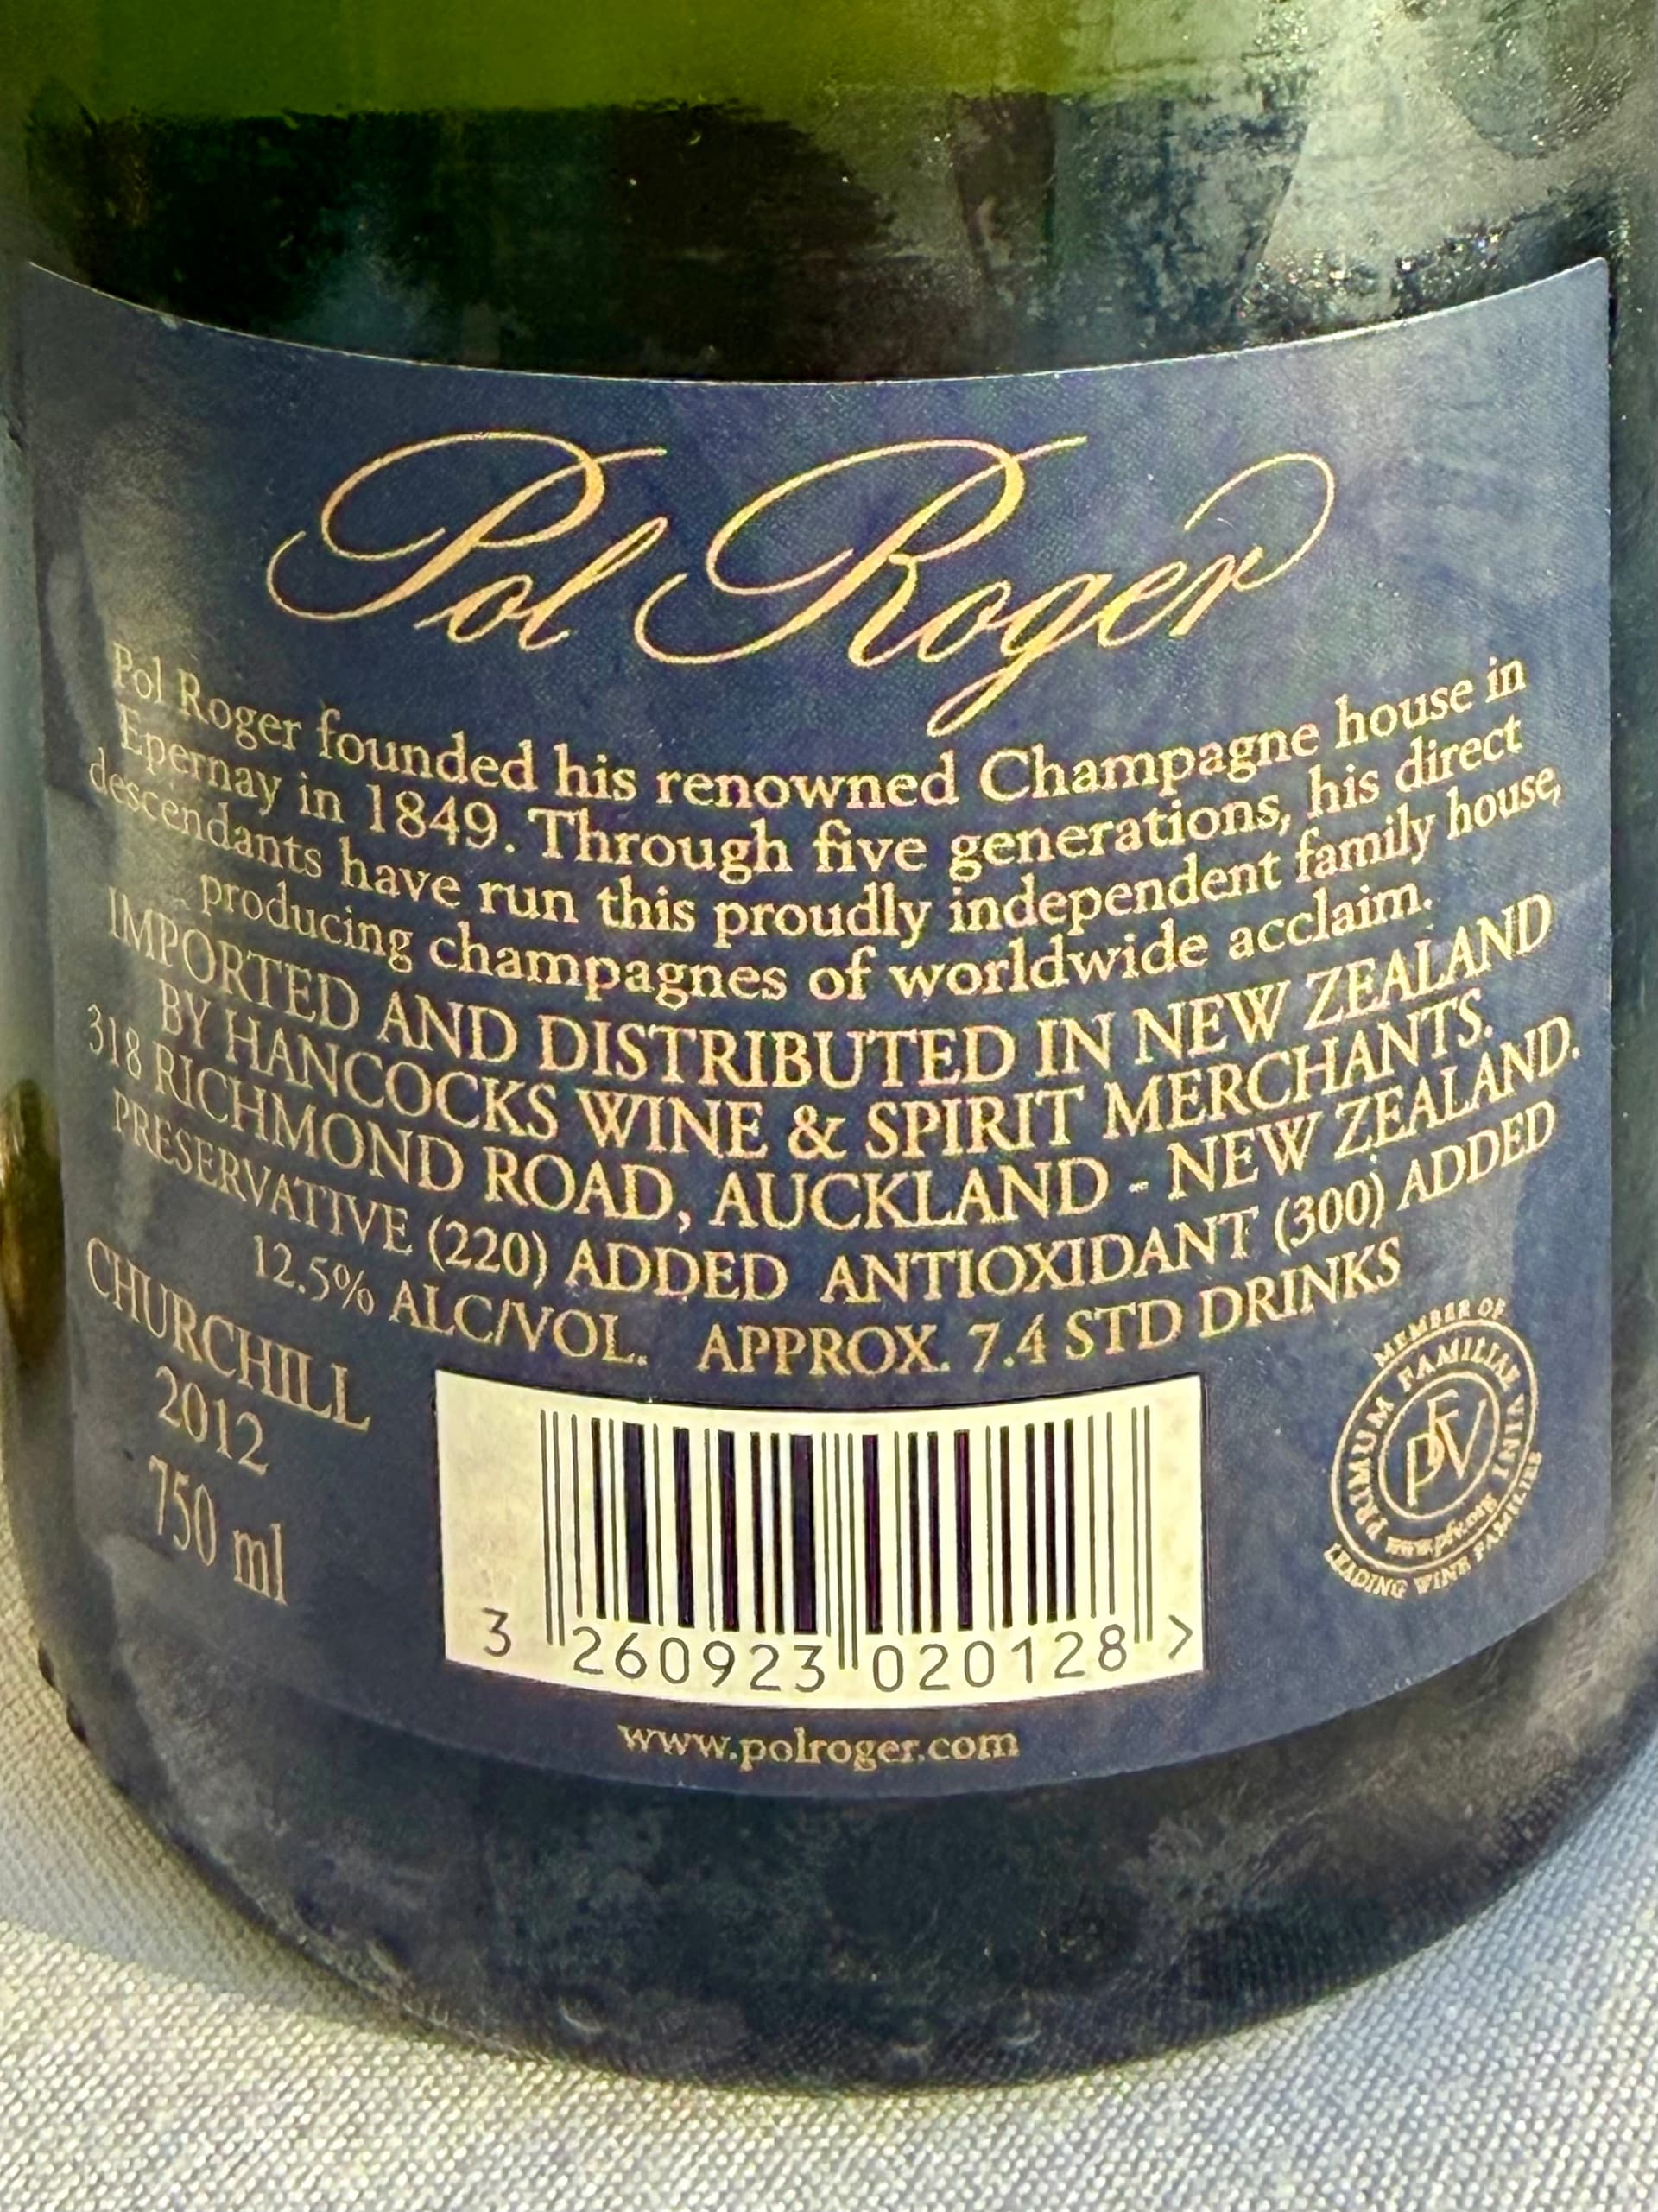 Pol Roger
Pol Roger founded his renowned Champagne house in
Epernay in 1849. Through five generations, his direct
descendants have run this proudly independent family house,
producing champagnes of worldwide acclaim.
IMPORTED AND DISTRIBUTED IN NEW ZEALAND
BY HANCOCKS WINE & SPIRIT MERCHANTS.
318 RICHMOND ROAD, AUCKLAND - NEW ZEALAND.
PRESERVATIVE (220) ADDED ANTIOXIDANT (300) ADDED
12.5% ALC/VOL. APPROX. 7.4 STD DRINKS
CHURCHILL
2012
750 ml
3 260923 020128 >
MEMBER OF
PRIMUM FAMILIAE VINI
PFV
www.pfv.org
LEADING WINE FAMILIES
www.polroger.com